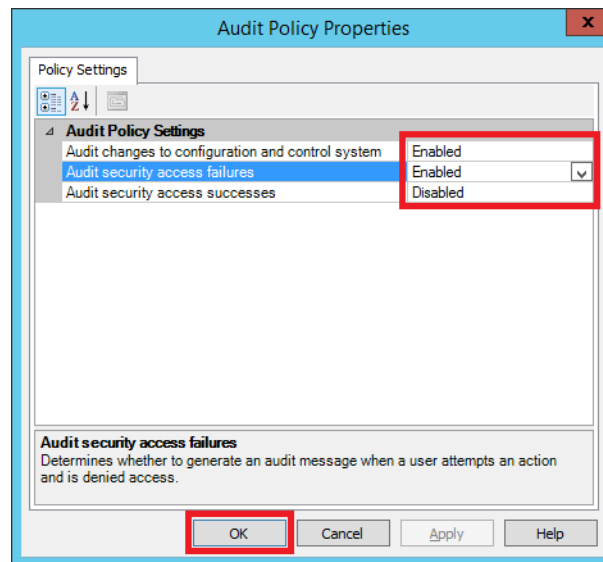 Audit Policy Properties
x
Policy Settings
A
Z
Audit Policy Settings
Audit changes to configuration and control system Enabled
Audit security access failures Enabled
Audit security access successes Disabled
Audit security access failures
Determines whether to generate an audit message when a user attempts an action
and is denied access.
OK Cancel Apply Help